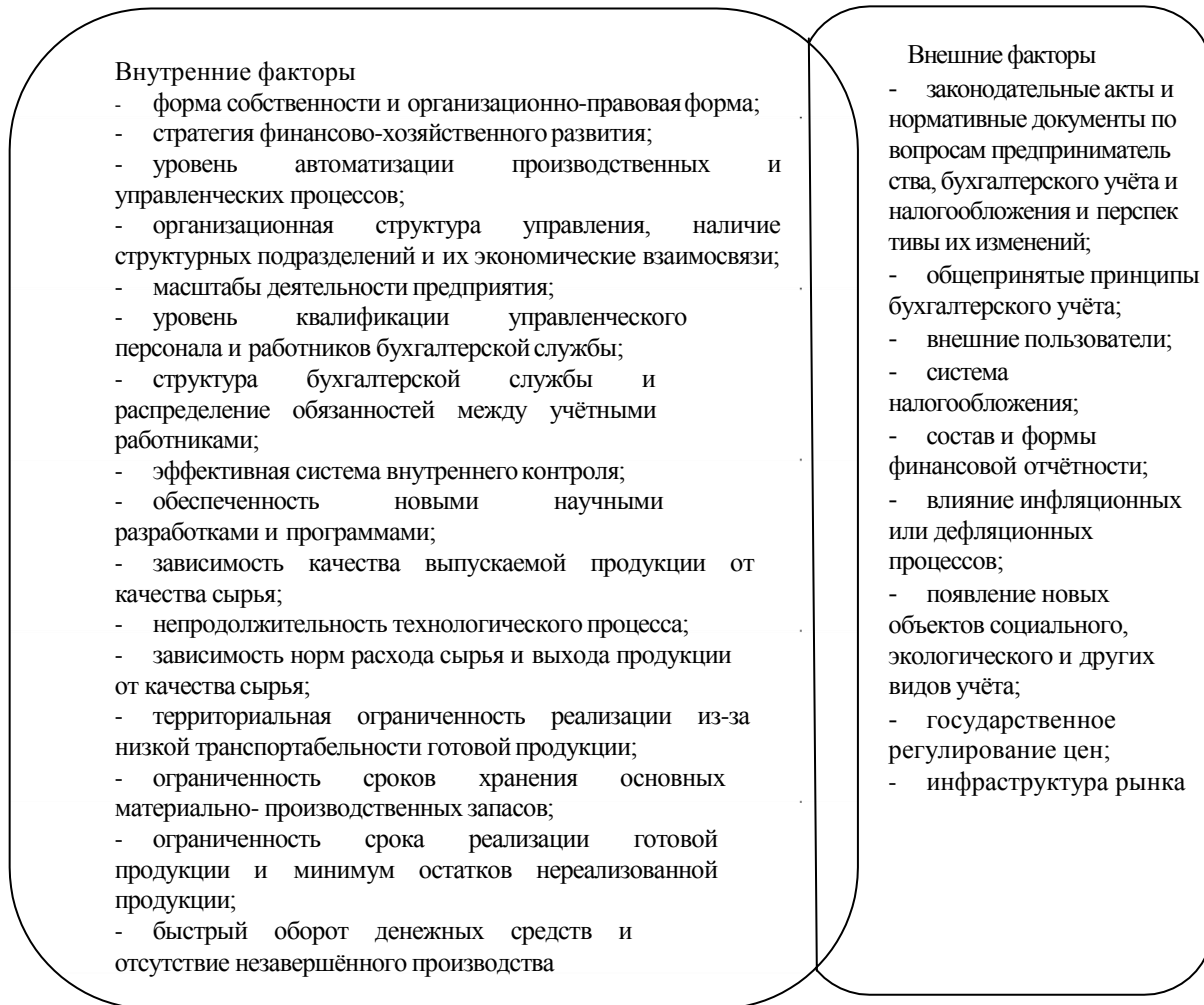 Внутренние факторы
- форма собственности и организационно-правовая форма;
- стратегия финансово-хозяйственного развития;
- уровень автоматизации производственных и
управленческих процессов;
- организационная структура управления, наличие
структурных подразделений и их экономические взаимосвязи;
- масштабы деятельности предприятия;
- уровень квалификации управленческого
персонала и работников бухгалтерской службы;
- структура бухгалтерской службы и
распределение обязанностей между учётными
работниками;
- эффективная система внутреннего контроля;
- обеспеченность новыми научными
разработками и программами;
- зависимость качества выпускаемой продукции от
качества сырья;
- непродолжительность технологического процесса;
- зависимость норм расхода сырья и выхода продукции
от качества сырья;
- территориальная ограниченность реализации из-за
низкой транспортабельности готовой продукции;
- ограниченность сроков хранения основных
материально- производственных запасов;
- ограниченность срока реализации готовой
продукции и минимум остатков нереализованной
продукции;
- быстрый оборот денежных средств и
отсутствие незавершённого производства
Внешние факторы
- законодательные акты и
нормативные документы по
вопросам предприниматель
ства, бухгалтерского учёта и
налогообложения и перспек
тивы их изменений;
- общепринятые принципы
бухгалтерского учёта;
- внешние пользователи;
- система
налогообложения;
- состав и формы
финансовой отчётности;
- влияние инфляционных
или дефляционных
процессов;
- появление новых
объектов социального,
экологического и других
видов учёта;
- государственное
регулирование цен;
- инфраструктура рынка